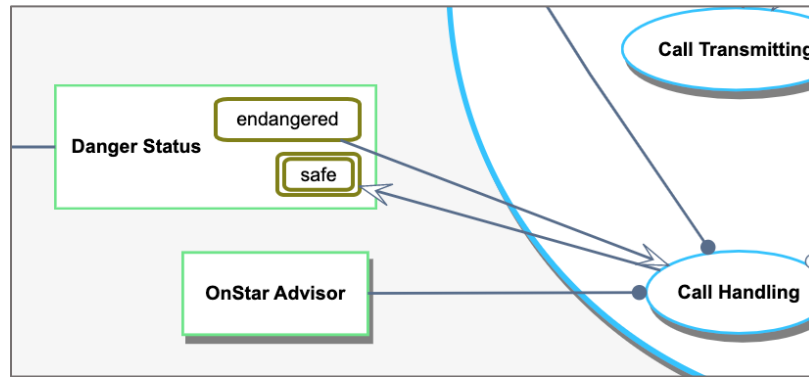 Call Transmitting
endangered
Danger Status
safe
OnStar Advisor
Call Handling